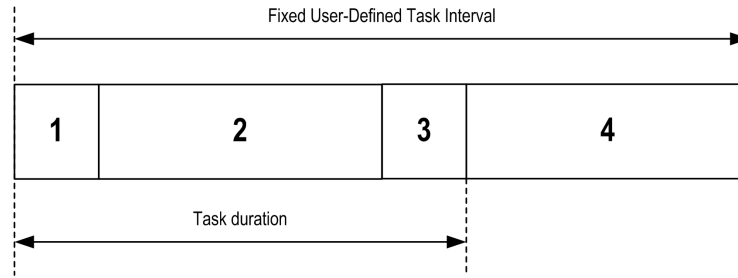 Fixed User-Defined Task Interval
1 2 3 4
Task duration